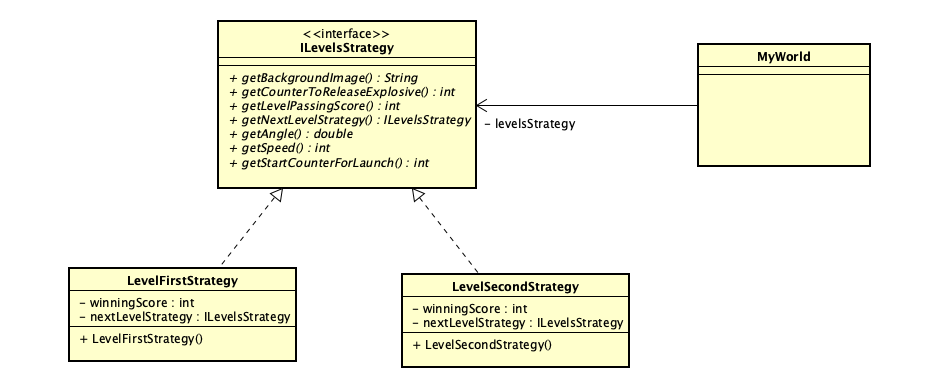 <<interface>>
ILevelsStrategy
+ getBackgroundImage() : String
+ getCounterToReleaseExplosive() : int
+ getLevelPassingScore() : int
+ getNextLevelStrategy() : ILevelsStrategy
+ getAngle() : double
+ getSpeed() : int
+ getStartCounterForLaunch() : int
MyWorld
- levelsStrategy
LevelFirstStrategy
- winningScore : int
- nextLevelStrategy : ILevelsStrategy
+ LevelFirstStrategy()
LevelSecondStrategy
- winningScore : int
- nextLevelStrategy : ILevelsStrategy
+ LevelSecondStrategy()